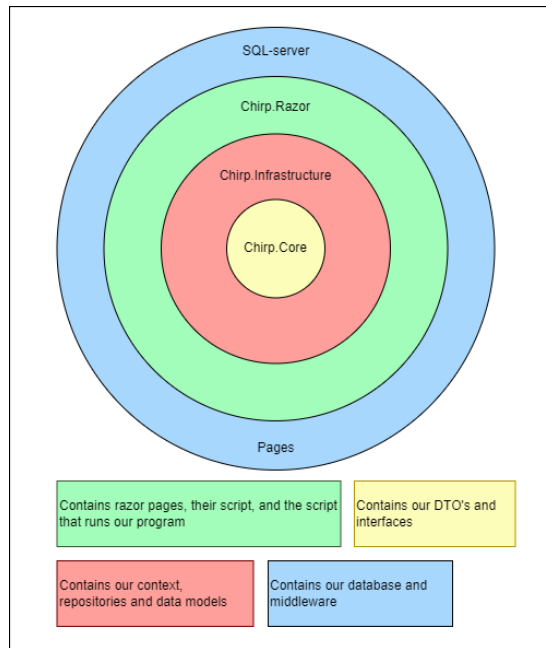 SQL-server
Chirp.Razor
Chirp.Infrastructure
Chirp.Core
Pages
Contains razor pages, their script, and the script
that runs our program
Contains our DTO's and
interfaces
Contains our context,
repositories and data models
Contains our database and
middleware